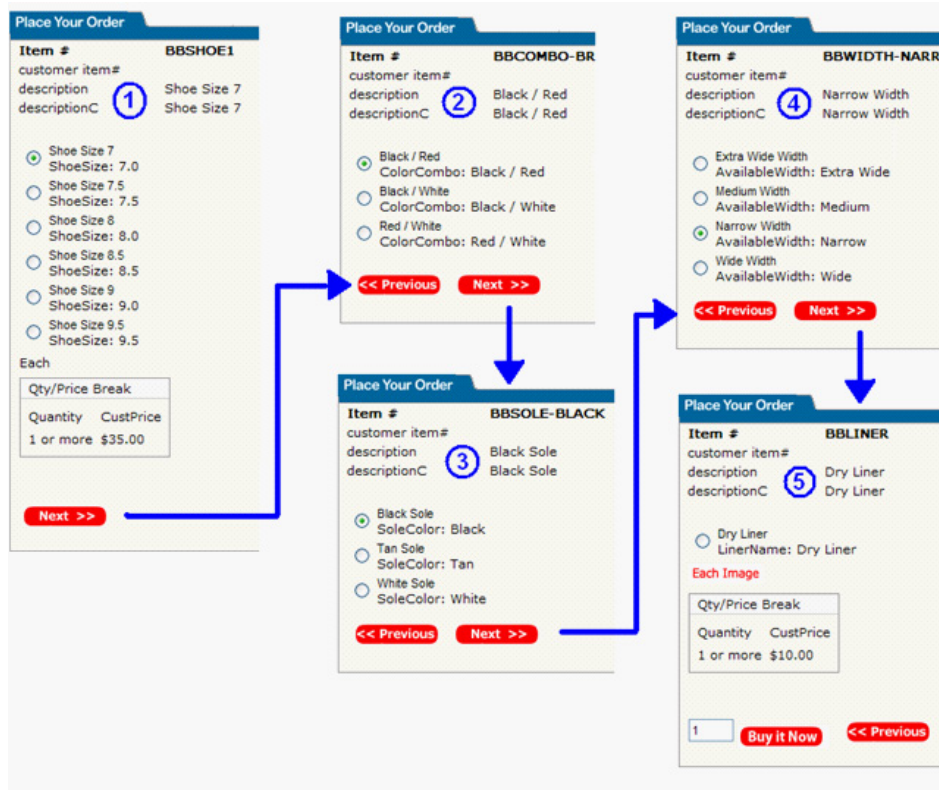 Place Your Order
Item # BBSHOE1
customer item#
description Shoe Size 7
descriptionC Shoe Size 7
1
Shoe Size 7
ShoeSize: 7.0
Shoe Size 7.5
ShoeSize: 7.5
Shoe Size 8
ShoeSize: 8.0
Shoe Size 8.5
ShoeSize: 8.5
Shoe Size 9
ShoeSize: 9.0
Shoe Size 9.5
ShoeSize: 9.5
Each
Qty/Price Break
Quantity CustPrice
1 or more $35.00
Next >>
Place Your Order
Item # BBCOMBO-BR
customer item#
description Black / Red
descriptionC Black / Red
2
Black / Red
ColorCombo: Black / Red
Black / White
ColorCombo: Black / White
Red / White
ColorCombo: Red / White
<< Previous Next >>
Place Your Order
Item # BBSOLE-BLACK
customer item#
description Black Sole
descriptionC Black Sole
3
Black Sole
SoleColor: Black
Tan Sole
SoleColor: Tan
White Sole
SoleColor: White
<< Previous Next >>
Place Your Order
Item # BBWIDTH-NARR
customer item#
description Narrow Width
descriptionC Narrow Width
4
Extra Wide Width
AvailableWidth: Extra Wide
Medium Width
AvailableWidth: Medium
Narrow Width
AvailableWidth: Narrow
Wide Width
AvailableWidth: Wide
<< Previous Next >>
Place Your Order
Item # BBLINER
customer item#
description Dry Liner
descriptionC Dry Liner
5
Dry Liner
LinerName: Dry Liner
Each Image
Qty/Price Break
Quantity CustPrice
1 or more $10.00
1 Buy it Now << Previous